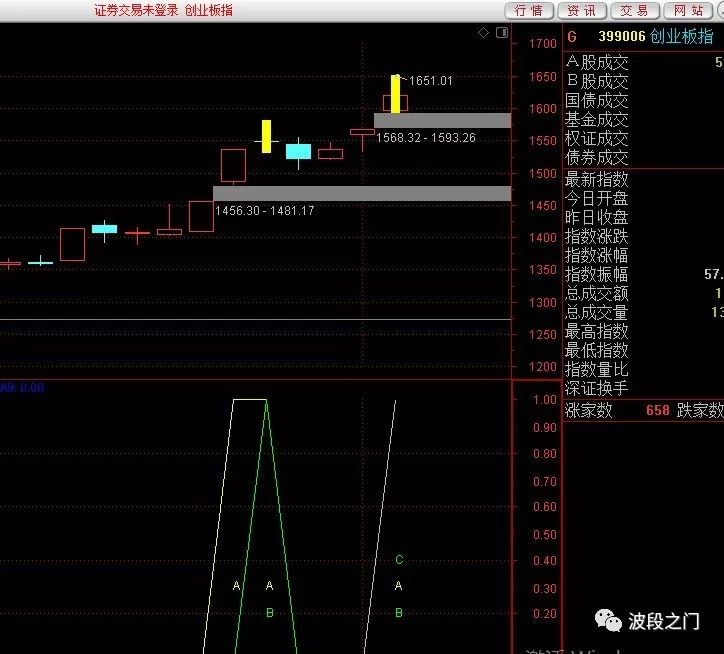 证券交易未登录 创业板指
行情 资讯 交易 网站
G 399006 创业板指
A股成交 5
B股成交
国债成交
基金成交
权证成交
债券成交
最新指数
今日开盘
昨日收盘
指数涨跌
指数涨幅
指数振幅 57.
总成交额 1
总成交量 13
最高指数
最低指数
指数量比
深证换手
涨家数 658 跌家数
1700
1650
1600
1550
1500
1450
1400
1350
1300
1250
1200
1651.01
1568.32 - 1593.26
1456.30 - 1481.17
A9: 0.00
1.00
0.90
0.80
0.70
0.60
0.50
0.40
0.30
0.20
C
A A A
B B B
波段之门